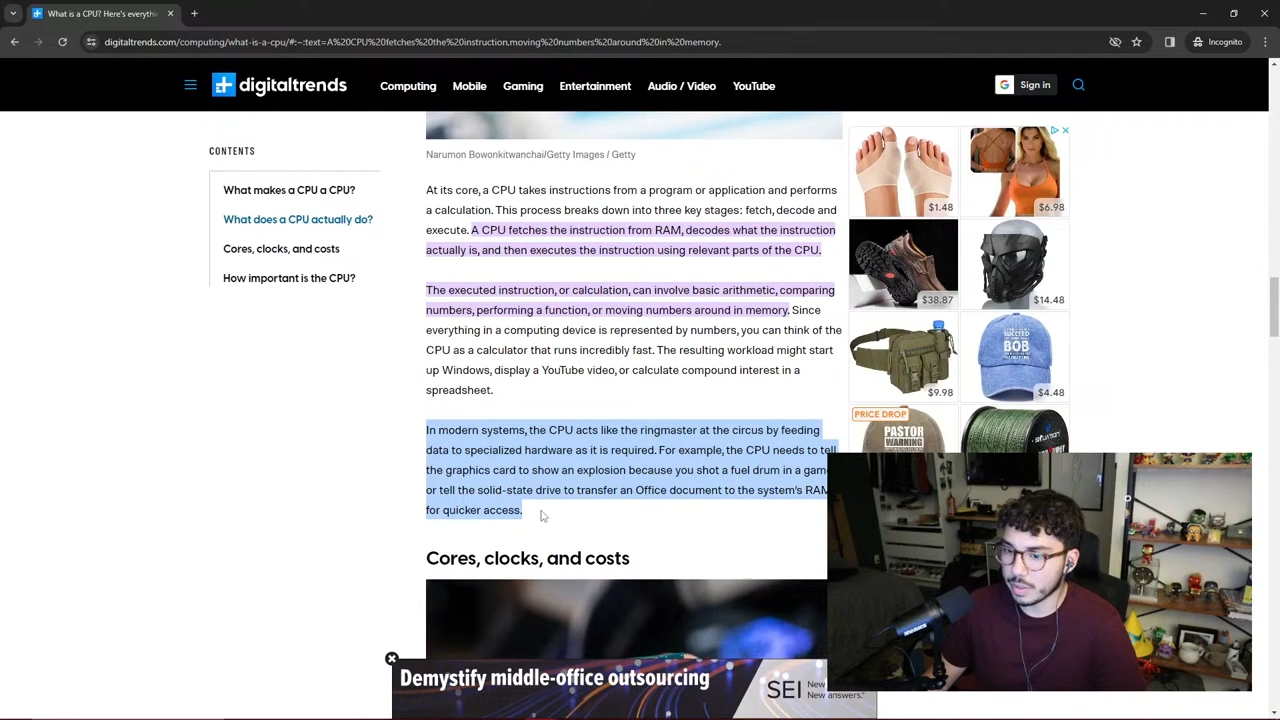 What is a CPU? Here's everythi
digitaltrends.com/computing/what-is-a-cpu/#:~:text=A%20CPU%20fetches%20the%20instruction,moving%20numbers%20around%20in%20memory.
Incognito
digitaltrends
Computing
Mobile
Gaming
Entertainment
Audio / Video
YouTube
G
Sign in
CONTENTS
What makes a CPU a CPU?
What does a CPU actually do?
Cores, clocks, and costs
How important is the CPU?
Narumon Bowonkitwanchai/Getty Images / Getty
At its core, a CPU takes instructions from a program or application and performs
a calculation. This process breaks down into three key stages: fetch, decode and
execute. A CPU fetches the instruction from RAM, decodes what the instruction
actually is, and then executes the instruction using relevant parts of the CPU.
The executed instruction, or calculation, can involve basic arithmetic, comparing
numbers, performing a function, or moving numbers around in memory. Since
everything in a computing device is represented by numbers, you can think of the
CPU as a calculator that runs incredibly fast. The resulting workload might start
up Windows, display a YouTube video, or calculate compound interest in a
spreadsheet.
In modern systems, the CPU acts like the ringmaster at the circus by feeding
data to specialized hardware as it is required. For example, the CPU needs to tell
the graphics card to show an explosion because you shot a fuel drum in a game
or tell the solid-state drive to transfer an Office document to the system's RAM
for quicker access.
Cores, clocks, and costs
$1.48
$6.98
$38.87
$14.48
$9.98
SUCCEED
BOB
$4.48
PRICE DROP
PASTOR
WARNING
Demystify middle-office outsourcing
SEI
New
New answers.